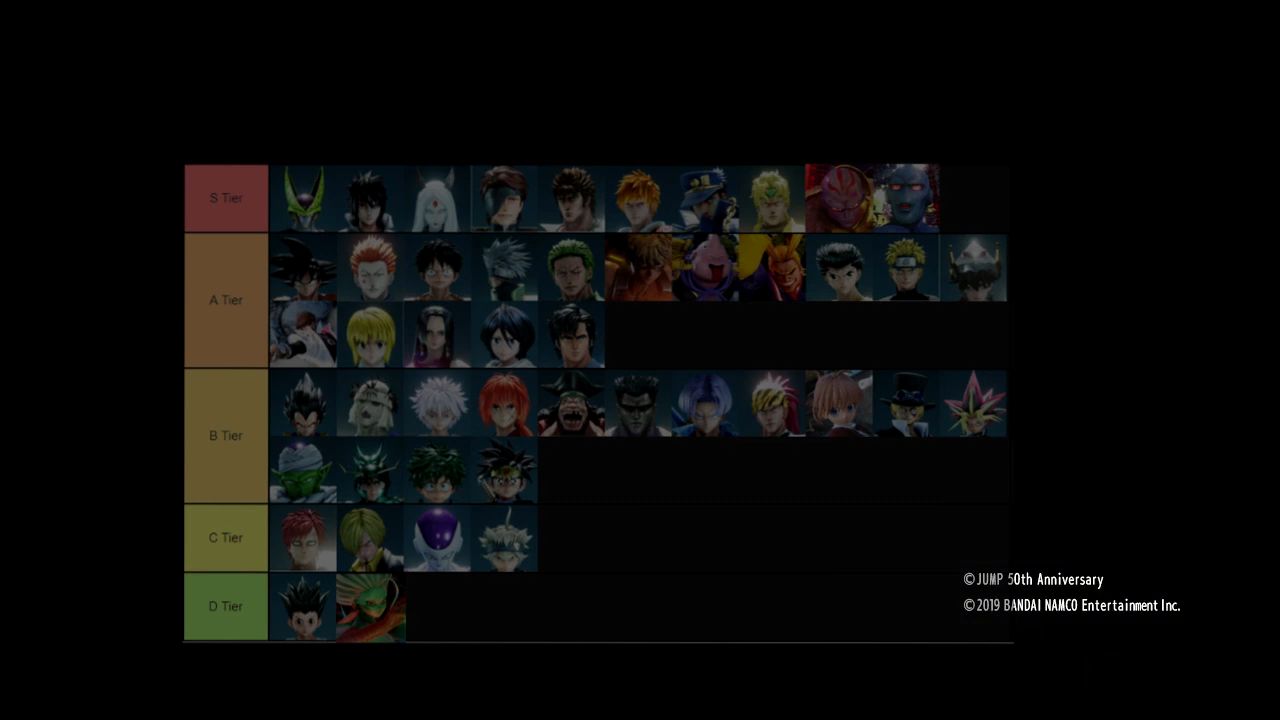 S Tier
A Tier
B Tier
C Tier
D Tier
©JUMP 50th Anniversary
©2019 BANDAI NAMCO Entertainment Inc.